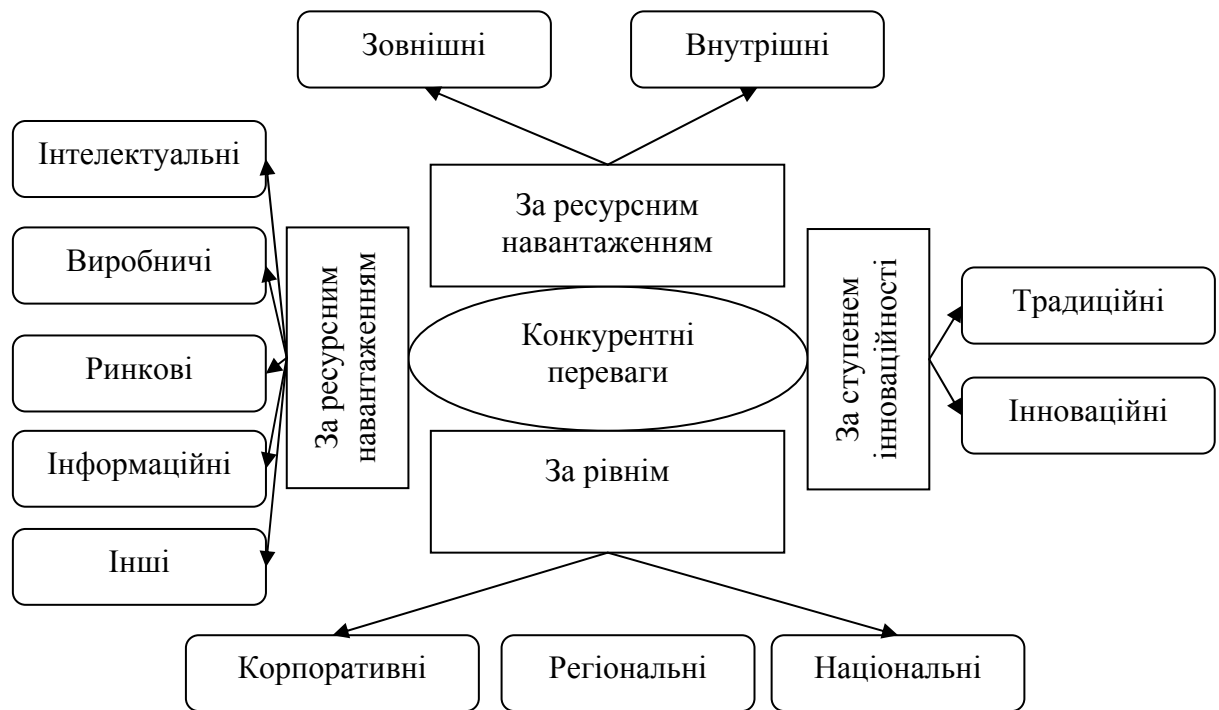 Зовнішні
Внутрішні
Інтелектуальні
Виробничі
Ринкові
Інформаційні
Інші
За ресурсним
навантаженням
За ресурсним
навантаженням
Конкурентні
переваги
За ступенем
інноваційності
Традиційні
Інноваційні
За рівнім
Корпоративні
Регіональні
Національні